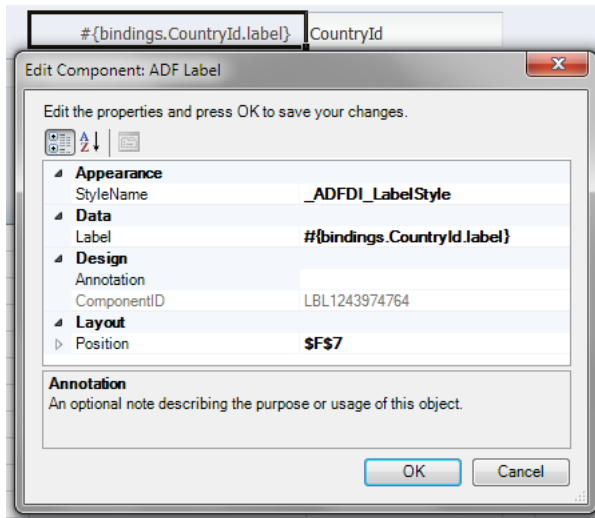 #{bindings.CountryId.label} CountryId
Edit Component: ADF Label
Edit the properties and press OK to save your changes.
Appearance
StyleName _ADFDI_LabelStyle
Data
Label #{bindings.CountryId.label}
Design
Annotation
ComponentID LBL1243974764
Layout
Position $F$7
Annotation
An optional note describing the purpose or usage of this object.
OK Cancel